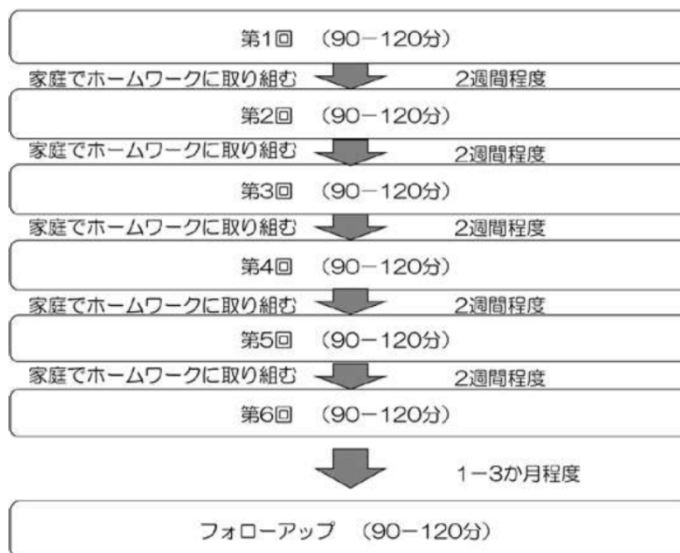 第1回 （90－120分）
家庭でホームワークに取り組む 2週間程度
第2回 （90－120分）
家庭でホームワークに取り組む 2週間程度
第3回 （90－120分）
家庭でホームワークに取り組む 2週間程度
第4回 （90－120分）
家庭でホームワークに取り組む 2週間程度
第5回 （90－120分）
家庭でホームワークに取り組む 2週間程度
第6回 （90－120分）
1－3か月程度
フォローアップ （90－120分）